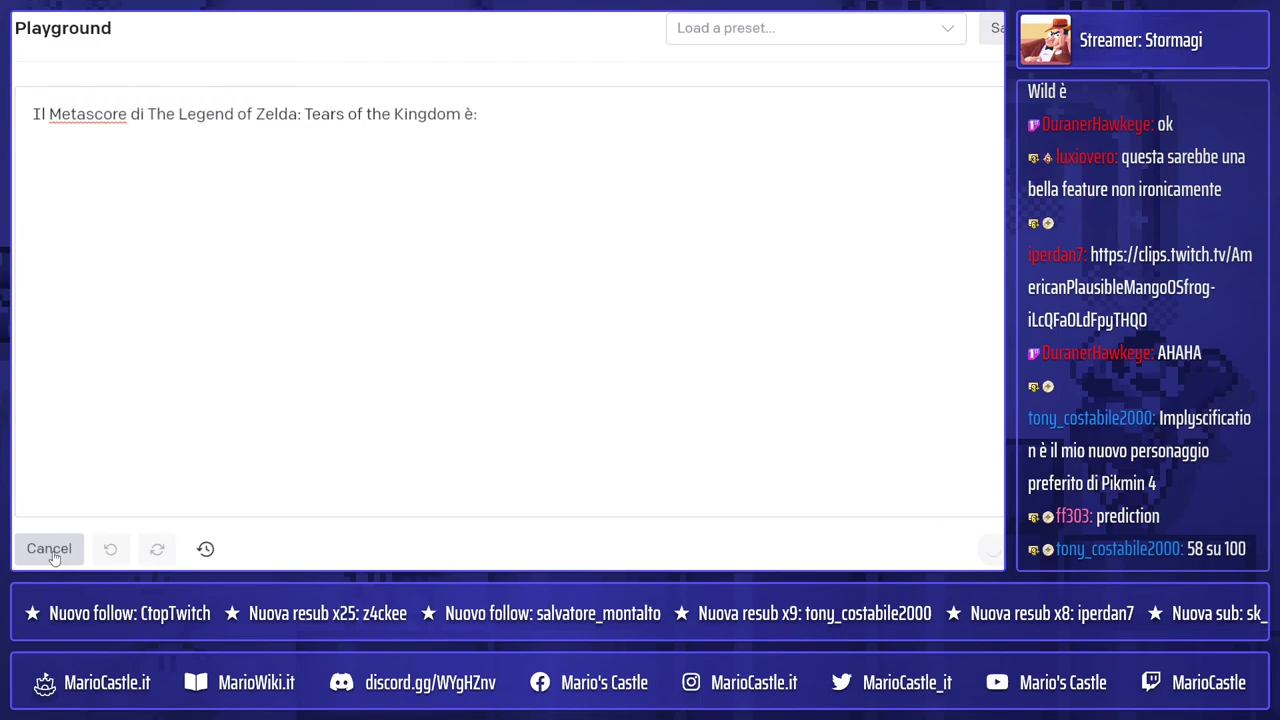 Playground
Load a preset...
Sa
Il Metascore di The Legend of Zelda: Tears of the Kingdom è:
Cancel
Streamer: Stormagi
Wild è
DuranerHawkeye: ok
luxiovero: questa sarebbe una
bella feature non ironicamente
iperdan7: https://clips.twitch.tv/Am
ericanPlausibleMangoOSfrog-
iLcQFaOLdFpyTHQO
DuranerHawkeye: AHAHA
tony_costabile2000: Implyscificatio
n è il mio nuovo personaggio
preferito di Pikmin 4
ff303: prediction
tony_costabile2000: 58 su 100
★ Nuovo follow: CtopTwitch ★ Nuova resub x25: z4ckee ★ Nuovo follow: salvatore_montalto ★ Nuova resub x9: tony_costabile2000 ★ Nuova resub x8: iperdan7 ★ Nuova sub: sk_
MarioCastle.it MarioWiki.it discord.gg/WYgHZnv Mario's Castle MarioCastle.it MarioCastle_it Mario's Castle MarioCastle